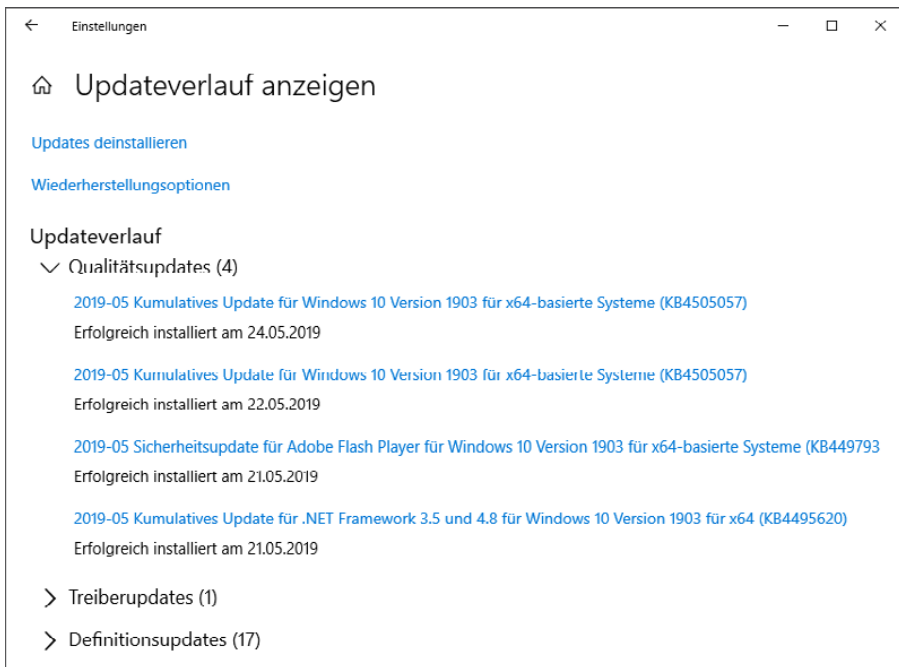 Einstellungen
Updateverlauf anzeigen
Updates deinstallieren
Wiederherstellungsoptionen
Updateverlauf
Qualitätsupdates (4)
2019-05 Kumulatives Update für Windows 10 Version 1903 für x64-basierte Systeme (KB4505057)
Erfolgreich installiert am 24.05.2019
2019-05 Kumulatives Update für Windows 10 Version 1903 für x64-basierte Systeme (KB4505057)
Erfolgreich installiert am 22.05.2019
2019-05 Sicherheitsupdate für Adobe Flash Player für Windows 10 Version 1903 für x64-basierte Systeme (KB449793
Erfolgreich installiert am 21.05.2019
2019-05 Kumulatives Update für .NET Framework 3.5 und 4.8 für Windows 10 Version 1903 für x64 (KB4495620)
Erfolgreich installiert am 21.05.2019
Treiberupdates (1)
Definitionsupdates (17)